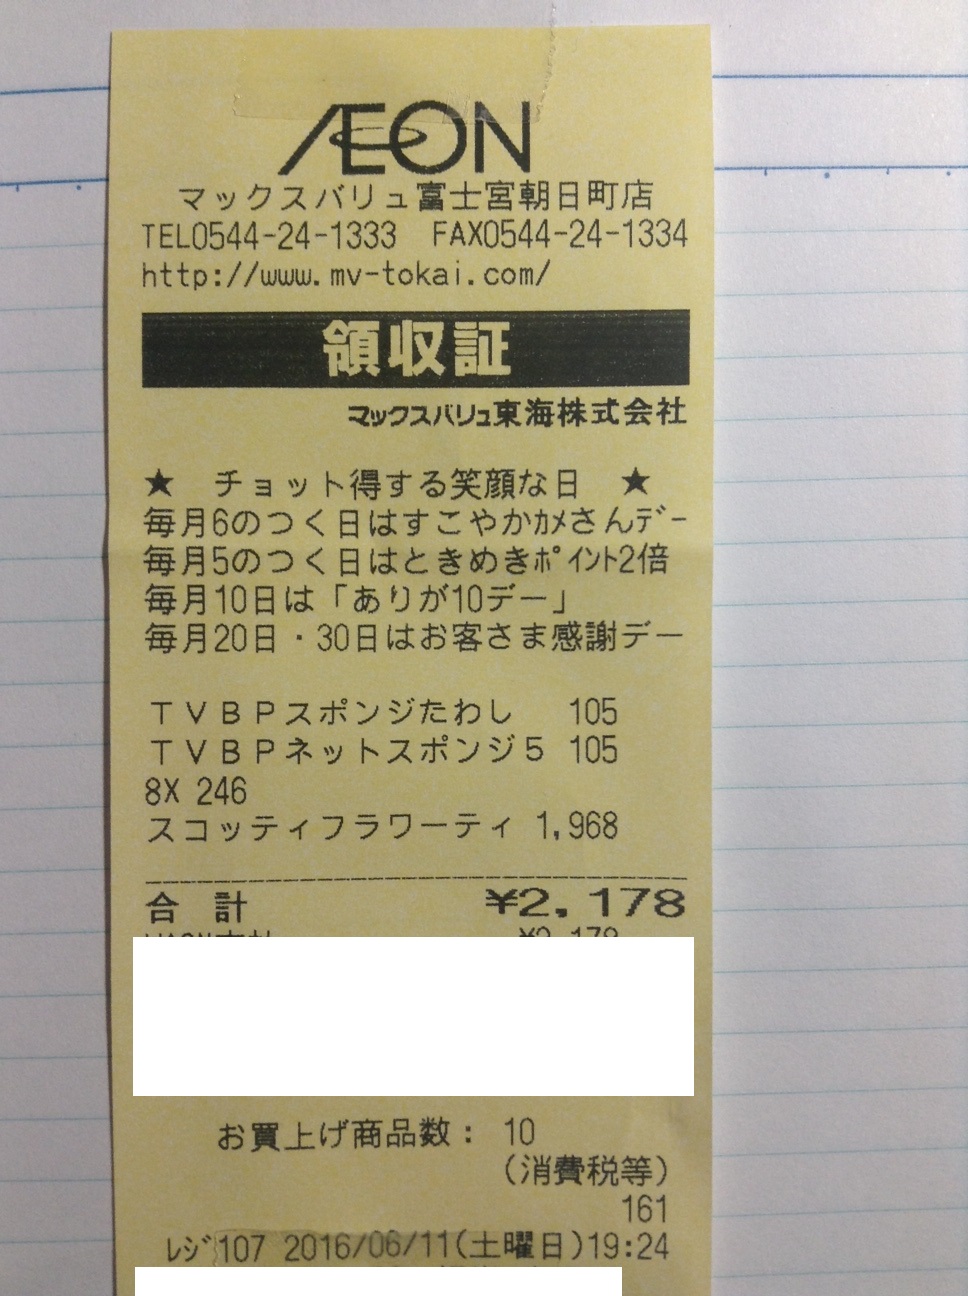 ÆON
マックスバリュ富士宮朝日町店
TEL0544-24-1333 FAX0544-24-1334
http://www.mv-tokai.com/
領収証
マックスバリュ東海株式会社
★ チョット得する笑顔な日 ★
毎月6のつく日はすこやかｶﾒさんﾃﾞｰ
毎月5のつく日はときめきﾎﾟｲﾝﾄ2倍
毎月10日は「ありが10デー」
毎月20日・30日はお客さま感謝デー
ＴＶＢＰスポンジたわし 105
ＴＶＢＰネットスポンジ５ 105
8X 246
スコッティフラワーティ 1,968
合 計 ¥2,178
お買上げ商品数： 10
(消費税等)
161
ﾚｼﾞ107 2016/06/11(土曜日)19:24